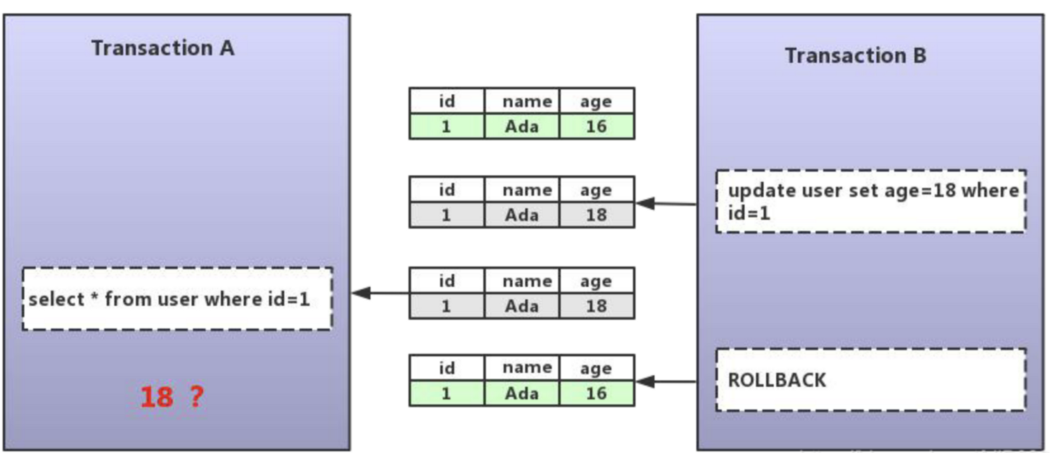 Transaction A
Transaction B
id name age
1 Ada 16
id name age
1 Ada 18
update user set age=18 where
id=1
id name age
1 Ada 18
select * from user where id=1
id name age
1 Ada 16
ROLLBACK
18 ?